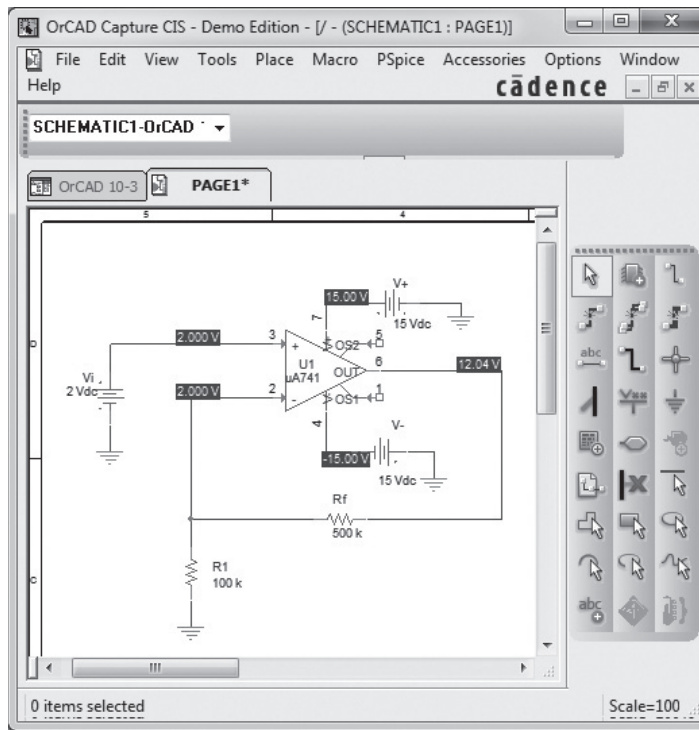 OrCAD Capture CIS - Demo Edition - [/ - (SCHEMATIC1 : PAGE1)]
File Edit View Tools Place Macro PSpice Accessories Options Window
Help cādence
SCHEMATIC1-OrCAD
OrCAD 10-3 PAGE1*
5 4
V+
15.00 V
7
15 Vdc
2.000 V 3 + 5
OS2
U1 6 12.04 V
Vi uA741 OUT
2 Vdc 2.000 V 2 - OS1 1
4
V-
-15.00 V
15 Vdc
Rf
500 k
R1
100 k
C
abc
abc
0 items selected Scale=100